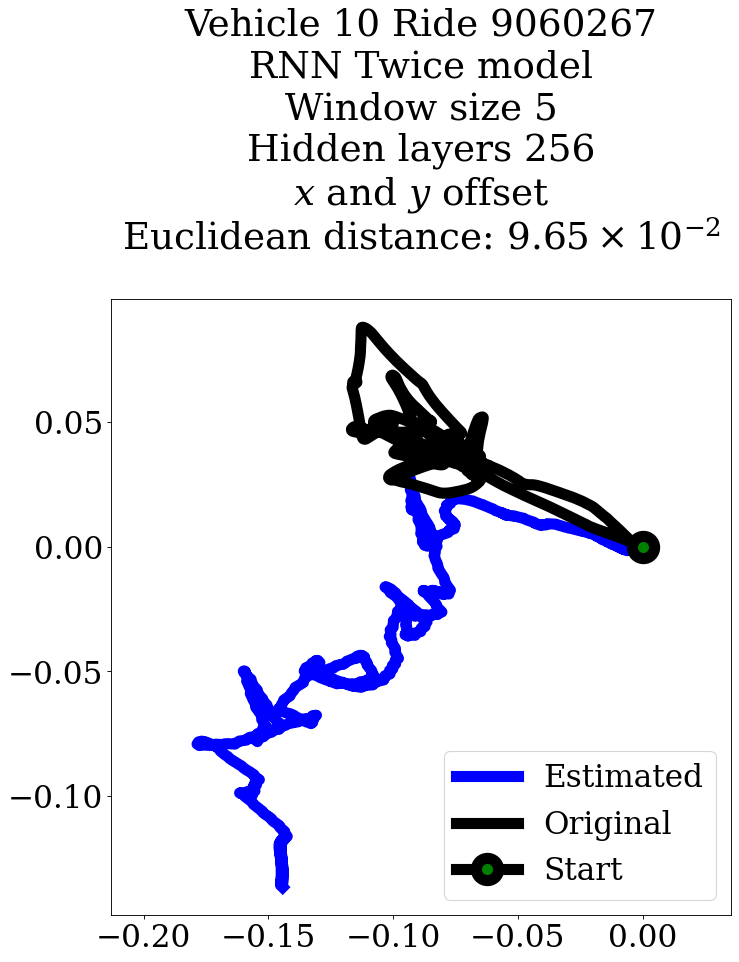 Vehicle 10 Ride 9060267
RNN Twice model
Window size 5
Hidden layers 256
x and y offset
Euclidean distance: 9.65 × 10⁻²
0.05
0.00
−0.05
−0.10
Estimated
Original
Start
−0.20 −0.15 −0.10 −0.05 0.00